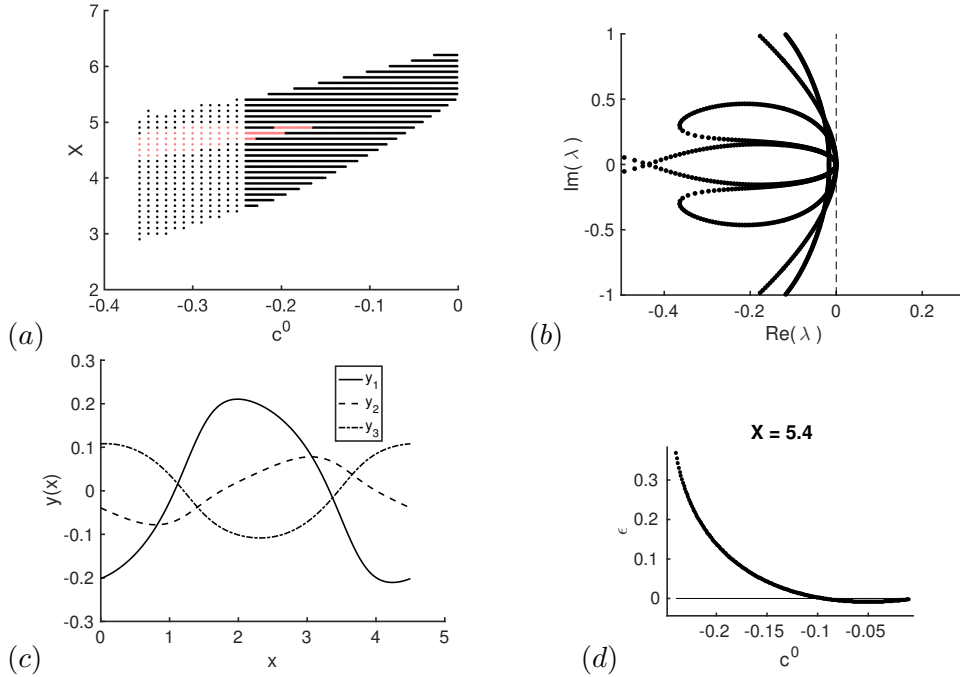 7
6
5
4
3
2
X
-0.4
-0.3
-0.2
-0.1
0
c⁰
(a)
1
0.5
0
-0.5
-1
Im( λ )
-0.4
-0.2
0
0.2
Re( λ )
(b)
0.3
0.2
0.1
0
-0.1
-0.2
-0.3
y(x)
y₁
y₂
y₃
0
1
2
3
4
5
x
(c)
X = 5.4
0.3
0.2
0.1
0
ϵ
-0.2
-0.15
-0.1
-0.05
c⁰
(d)